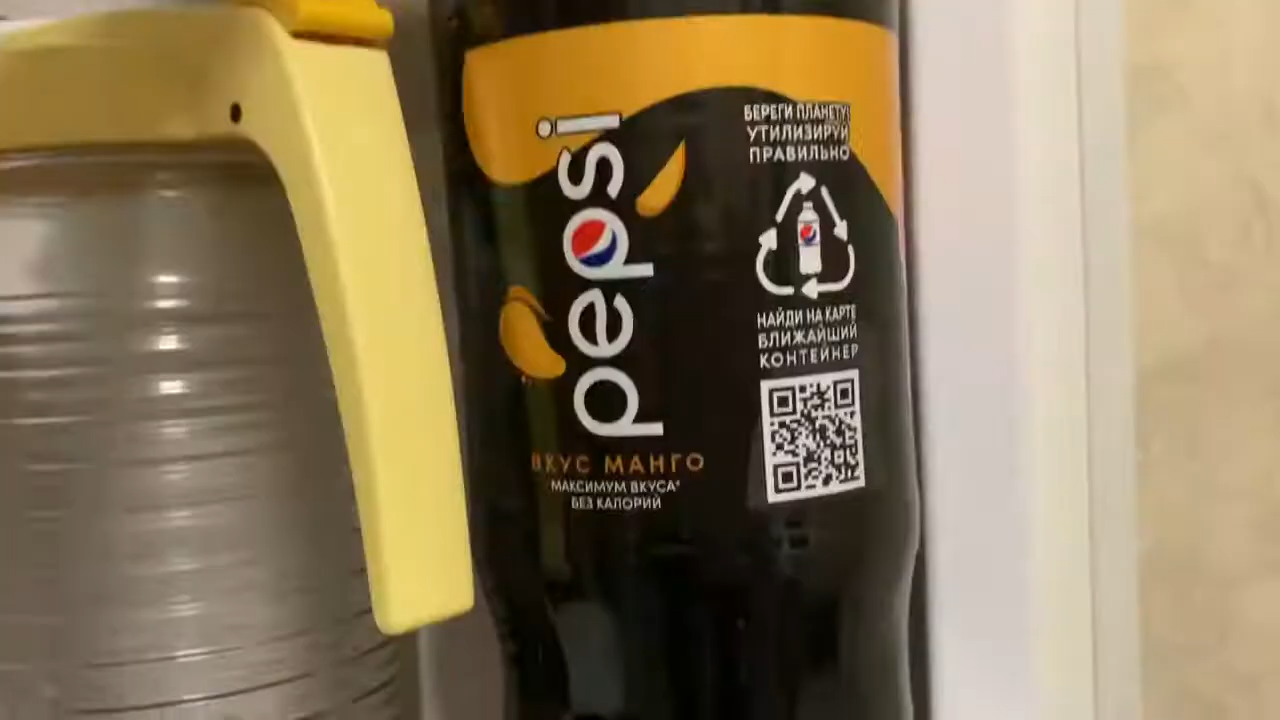 pepsi
ВКУС МАНГО
МАКСИМУМ ВКУСА*
БЕЗ КАЛОРИЙ
БЕРЕГИ ПЛАНЕТУ!
УТИЛИЗИРУЙ
ПРАВИЛЬНО
НАЙДИ НА КАРТЕ
БЛИЖАЙШИЙ
КОНТЕЙНЕР